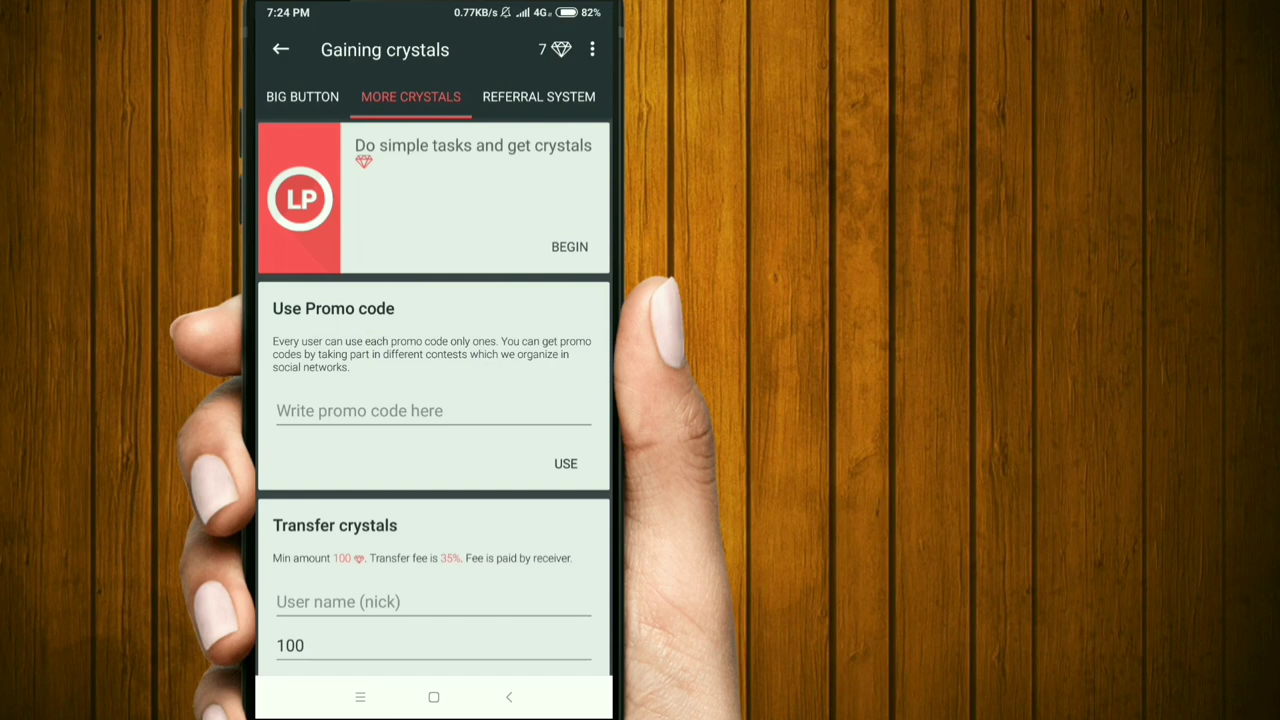 7:24 PM 0.77KB/s 4G 82%
Gaining crystals 7
BIG BUTTON MORE CRYSTALS REFERRAL SYSTEM
Do simple tasks and get crystals
LP
BEGIN
Use Promo code
Every user can use each promo code only ones. You can get promo
codes by taking part in different contests which we organize in
social networks.
Write promo code here
USE
Transfer crystals
Min amount 100 . Transfer fee is 35%. Fee is paid by receiver.
User name (nick)
100